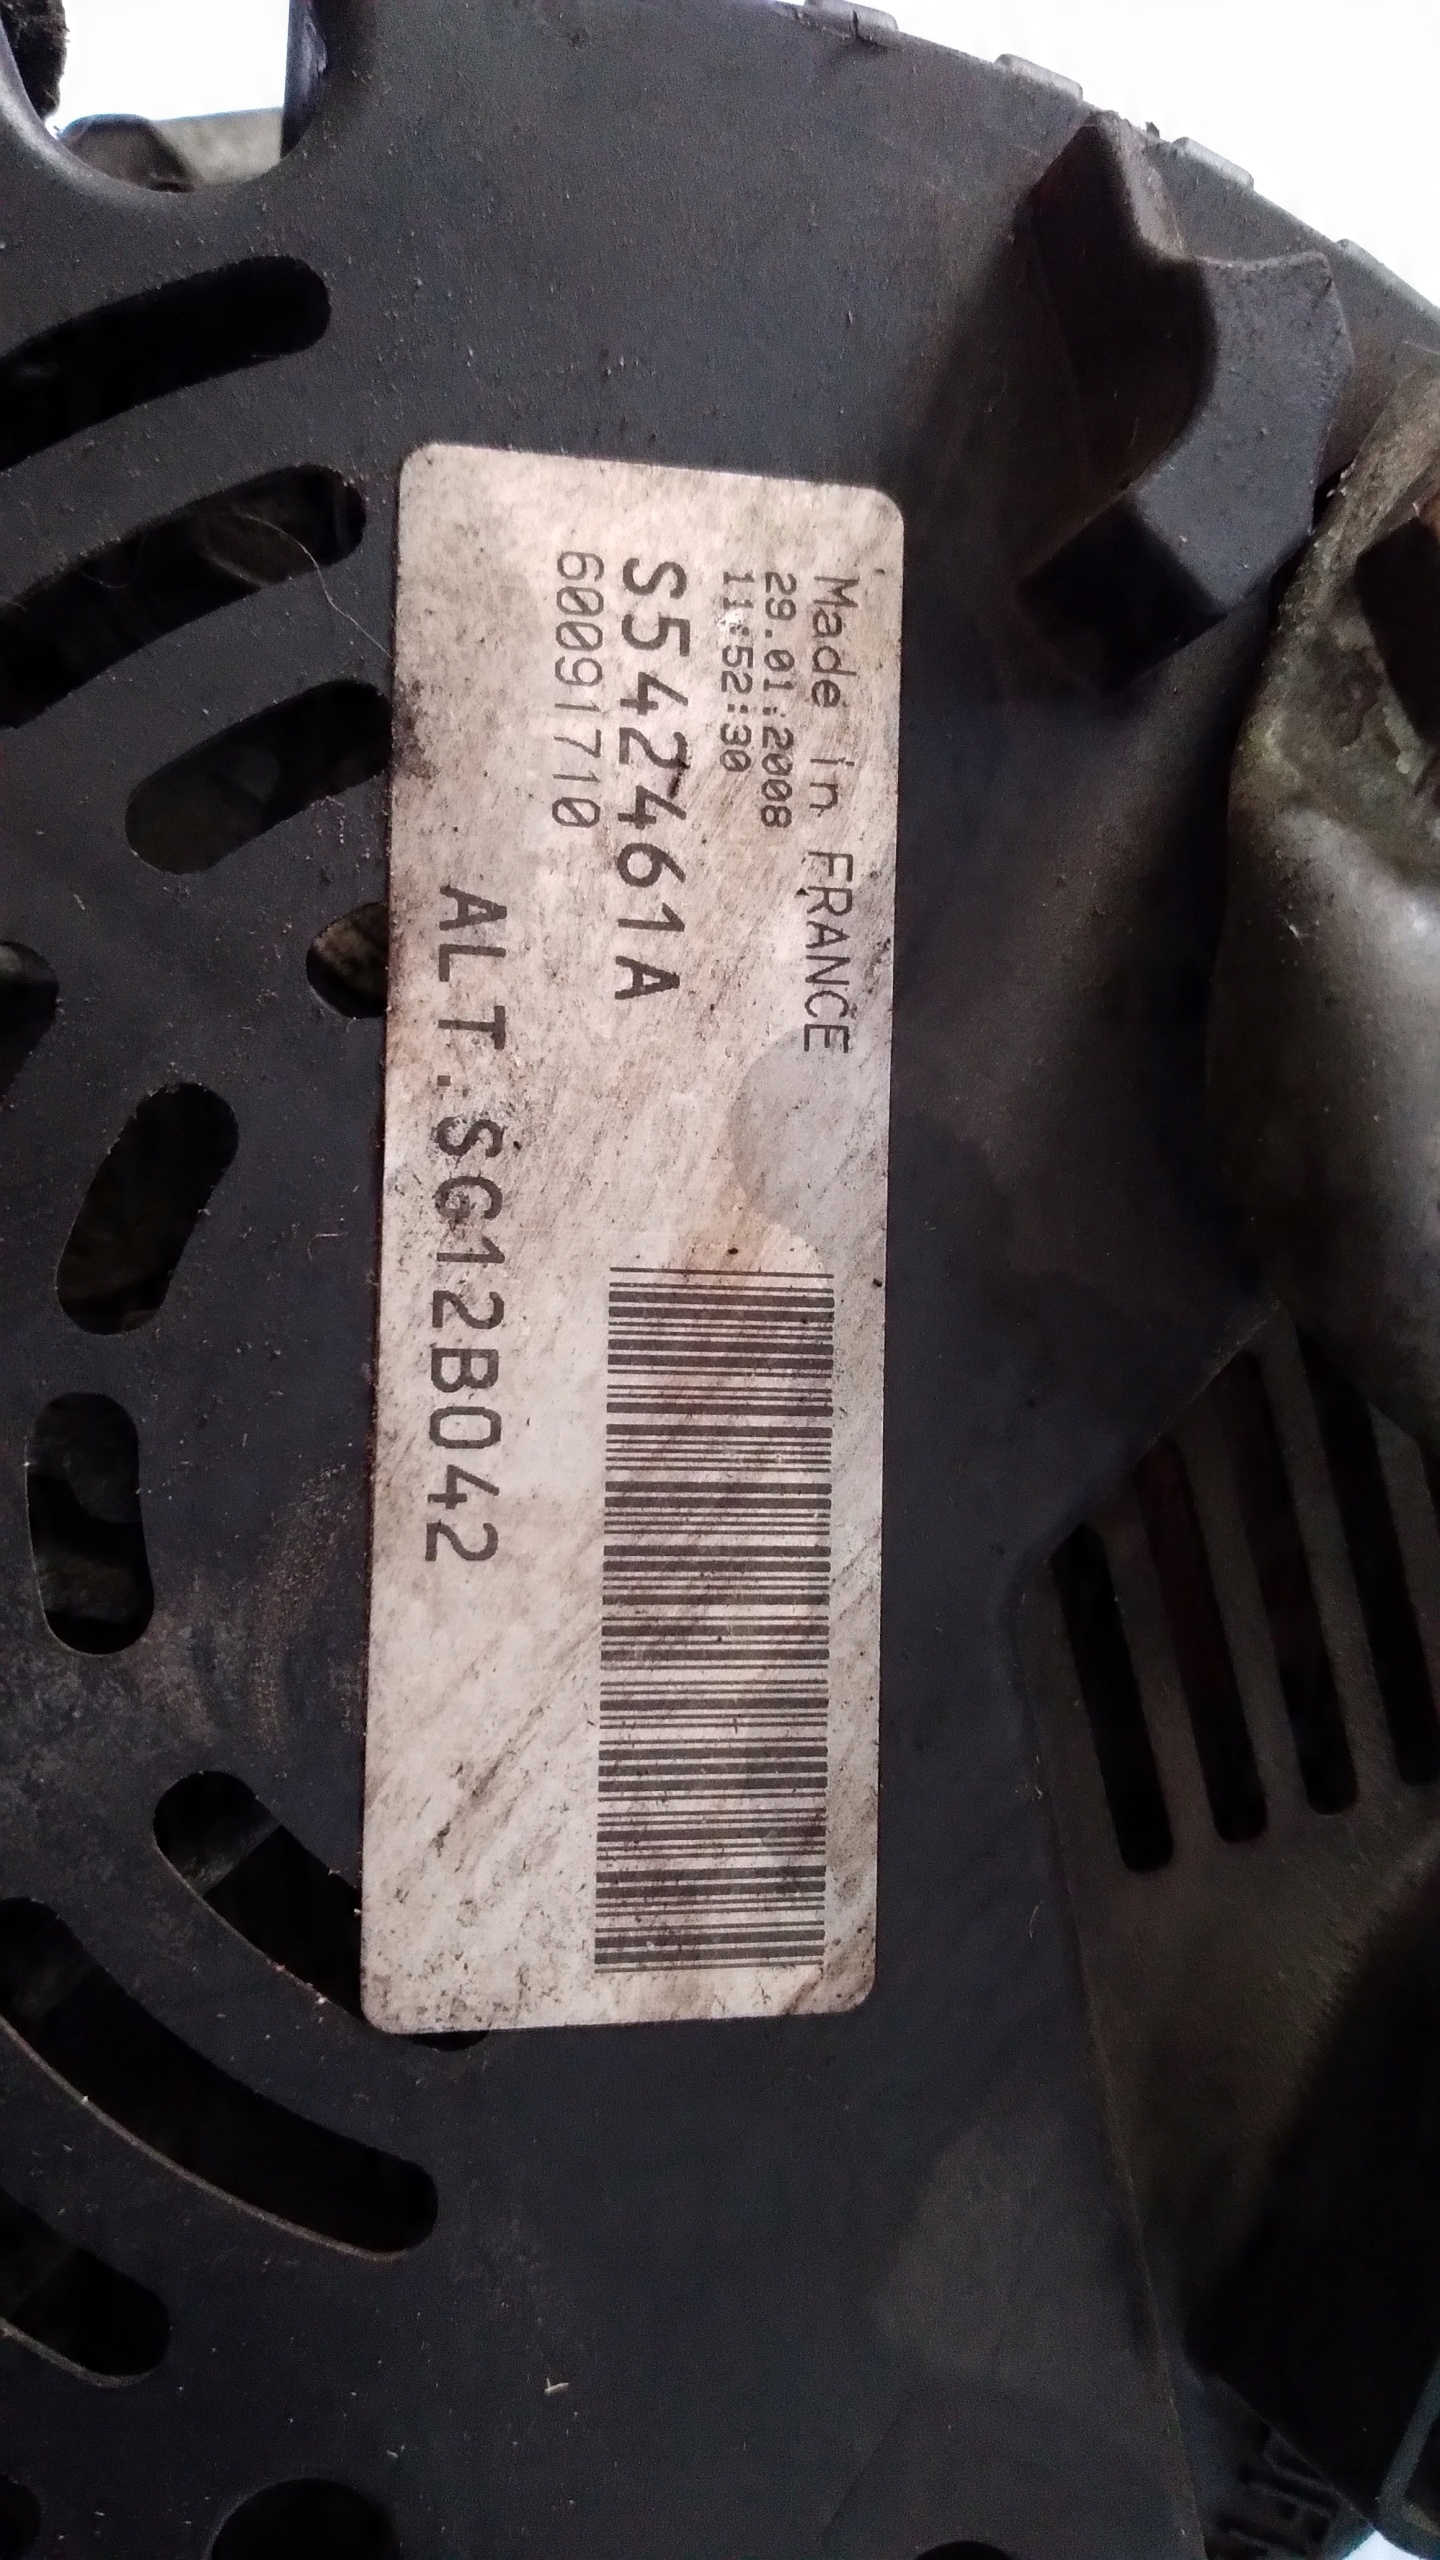 Made in FRANCE
29.01.2008
11:52:30
S542461A
60091710
ALT.SG12B042